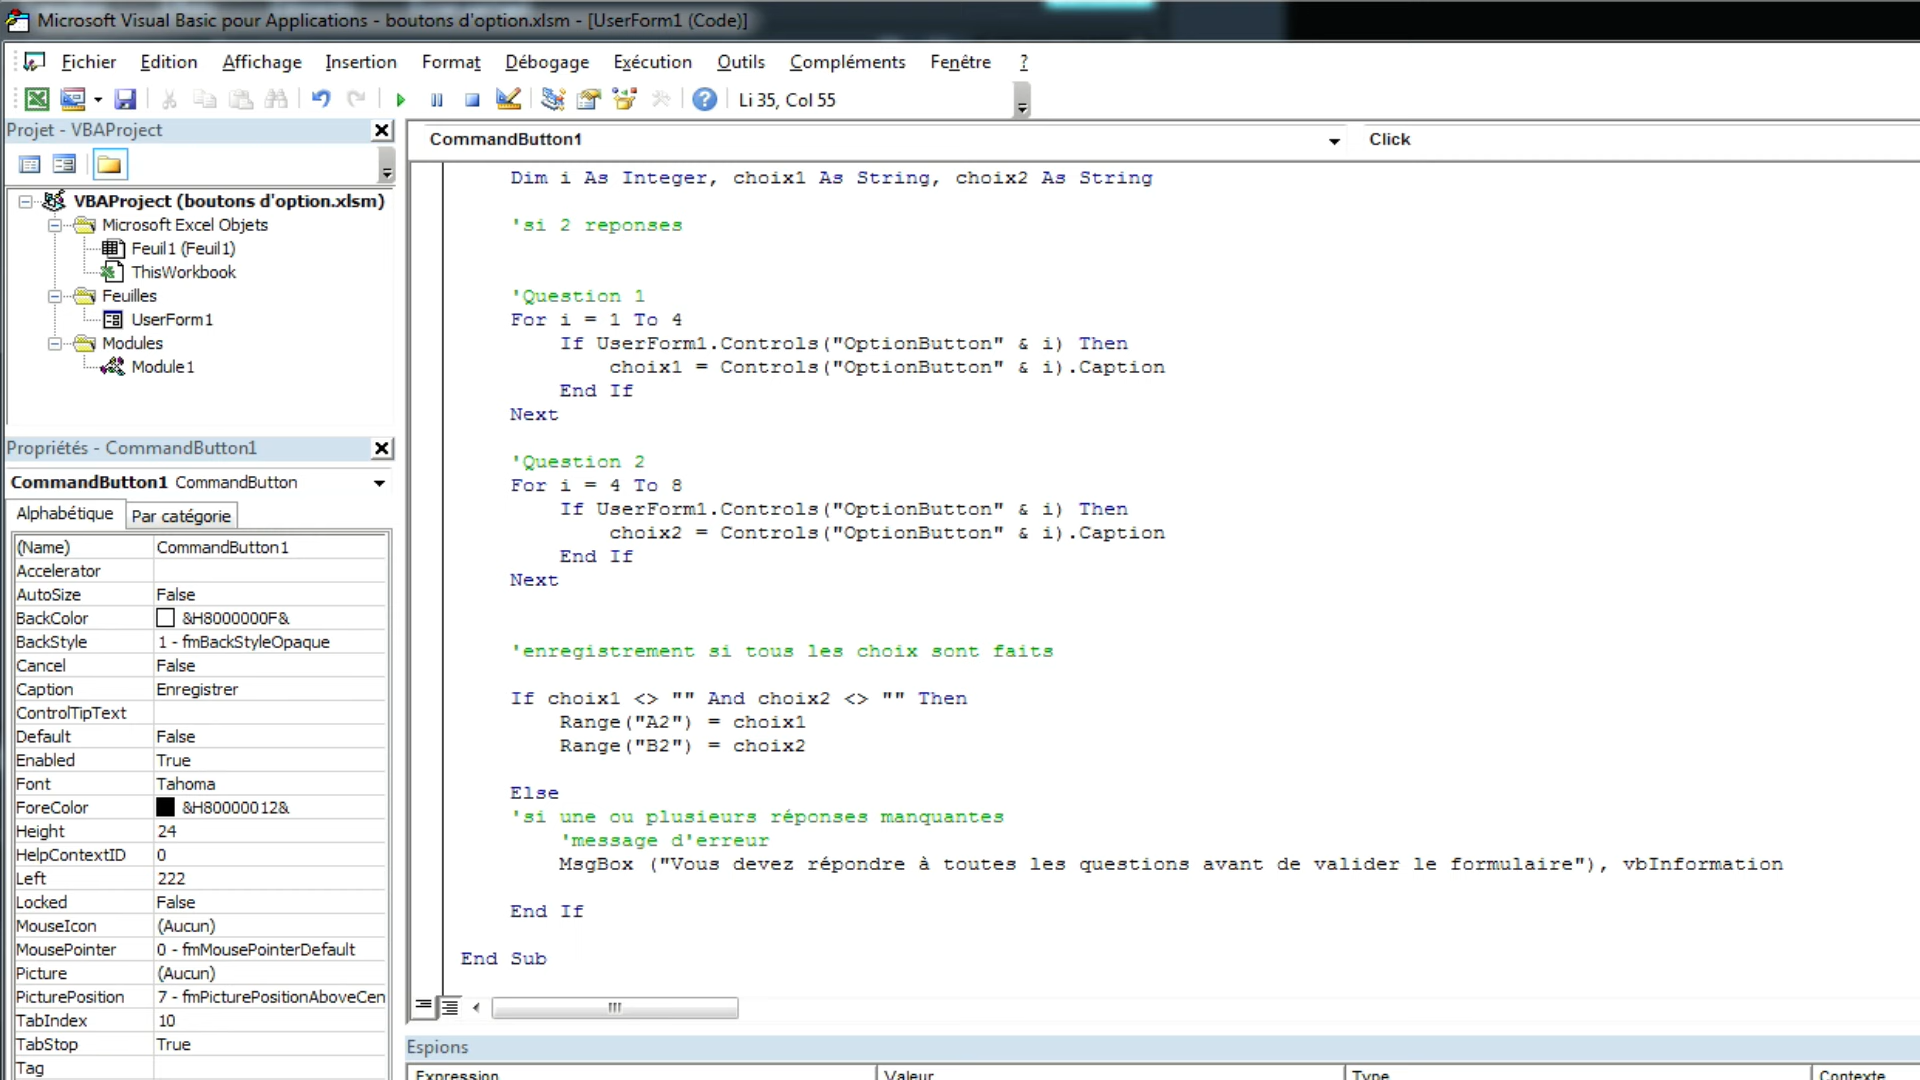 Microsoft Visual Basic pour Applications - boutons d'option.xlsm - [UserForm1 (Code)]
Fichier Edition Affichage Insertion Format Débogage Exécution Outils Compléments Fenêtre ?
Li 35, Col 55
Projet - VBAProject
VBAProject (boutons d'option.xlsm)
Microsoft Excel Objets
Feuil1 (Feuil1)
ThisWorkbook
Feuilles
UserForm1
Modules
Module1
Propriétés - CommandButton1
CommandButton1 CommandButton
Alphabétique Par catégorie
(Name) CommandButton1
Accelerator
AutoSize False
BackColor &H8000000F&
BackStyle 1 - fmBackStyleOpaque
Cancel False
Caption Enregistrer
ControlTipText
Default False
Enabled True
Font Tahoma
ForeColor &H80000012&
Height 24
HelpContextID 0
Left 222
Locked False
MouseIcon (Aucun)
MousePointer 0 - fmMousePointerDefault
Picture (Aucun)
PicturePosition 7 - fmPicturePositionAboveCen
TabIndex 10
TabStop True
Tag
CommandButton1 Click
Dim i As Integer, choix1 As String, choix2 As String
'si 2 reponses
'Question 1
For i = 1 To 4
If UserForm1.Controls("OptionButton" & i) Then
choix1 = Controls("OptionButton" & i).Caption
End If
Next
'Question 2
For i = 4 To 8
If UserForm1.Controls("OptionButton" & i) Then
choix2 = Controls("OptionButton" & i).Caption
End If
Next
'enregistrement si tous les choix sont faits
If choix1 <> "" And choix2 <> "" Then
Range("A2") = choix1
Range("B2") = choix2
Else
'si une ou plusieurs réponses manquantes
'message d'erreur
MsgBox ("Vous devez répondre à toutes les questions avant de valider le formulaire"), vbInformation
End If
End Sub
Espions
Expression Valeur Type Contexte